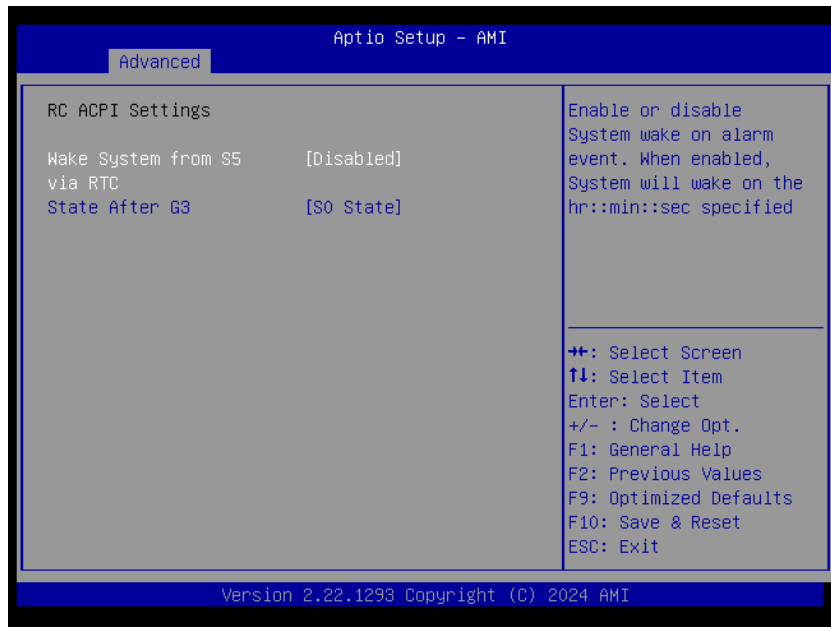 Aptio Setup - AMI
Advanced
RC ACPI Settings
Wake System from S5 [Disabled]
via RTC
State After G3 [S0 State]
Enable or disable
System wake on alarm
event. When enabled,
System will wake on the
hr::min::sec specified
→←: Select Screen
↑↓: Select Item
Enter: Select
+/- : Change Opt.
F1: General Help
F2: Previous Values
F9: Optimized Defaults
F10: Save & Reset
ESC: Exit
Version 2.22.1293 Copyright (C) 2024 AMI